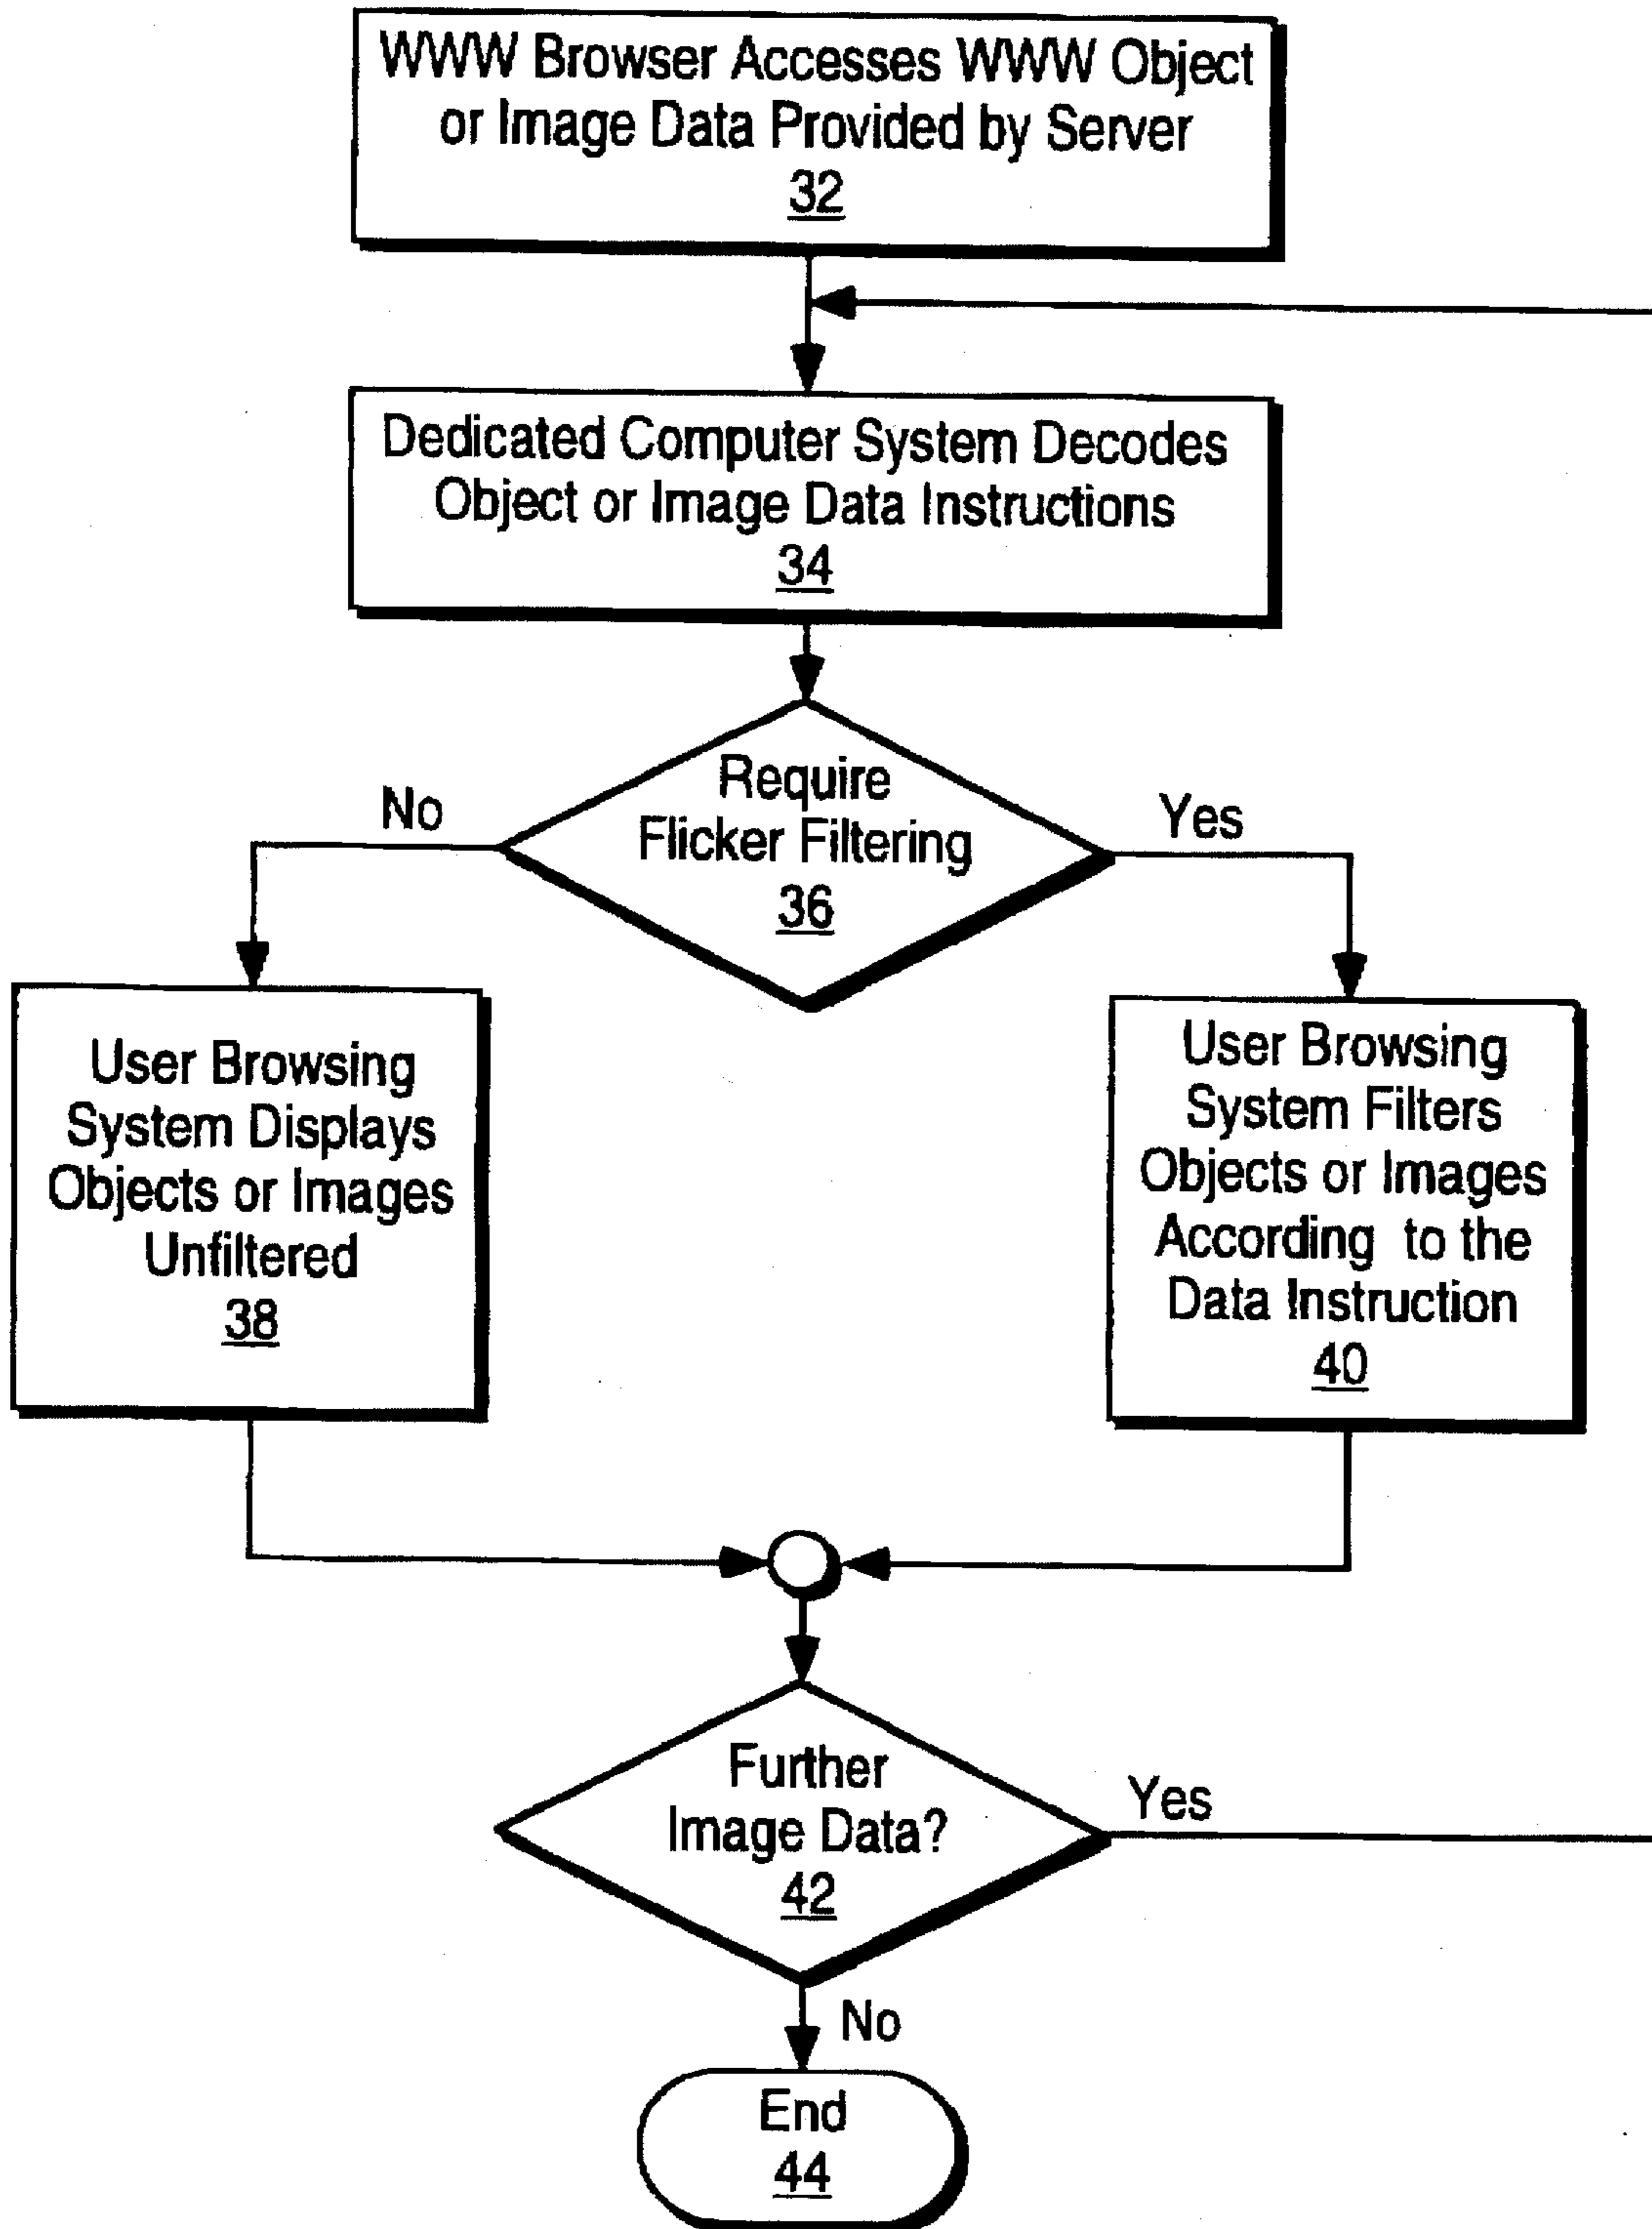 WWW Browser Accesses WWW Object
or Image Data Provided by Server
32
Dedicated Computer System Decodes
Object or Image Data Instructions
34
Require
Flicker Filtering
36
No
Yes
User Browsing
System Displays
Objects or Images
Unfiltered
38
User Browsing
System Filters
Objects or Images
According to the
Data Instruction
40
Further
Image Data?
42
Yes
No
End
44